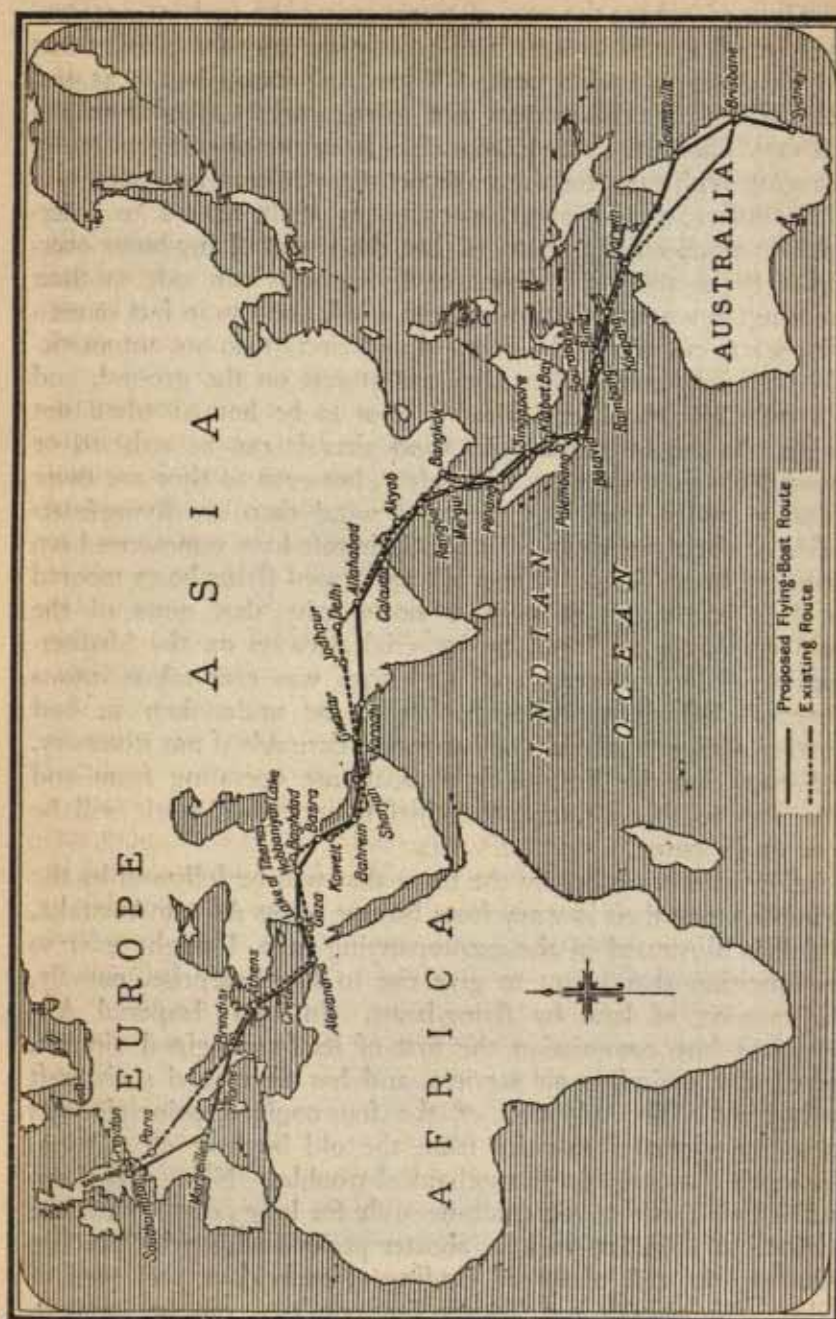 EUROPE
ASIA
AFRICA
INDIAN
OCEAN
AUSTRALIA
Croydon
Southampton
Paris
Marseilles
Rome
Brindisi
Athens
Crete
Alexandria
Gaza
Lake of Tiberias
Habbaniyah Lake
Baghdad
Basra
Koweit
Bahrein
Sharjah
Gwadar
Karachi
Jodhpur
Delhi
Allahabad
Calcutta
Akyab
Rangoon
Bangkok
Mergui
Penang
Singapore
Klabat Bay
Palembang
Batavia
Sourabaya
Rambang
Bima
Koepang
Darwin
Townsville
Brisbane
Sydney
Proposed Flying-Boat Route
Existing Route